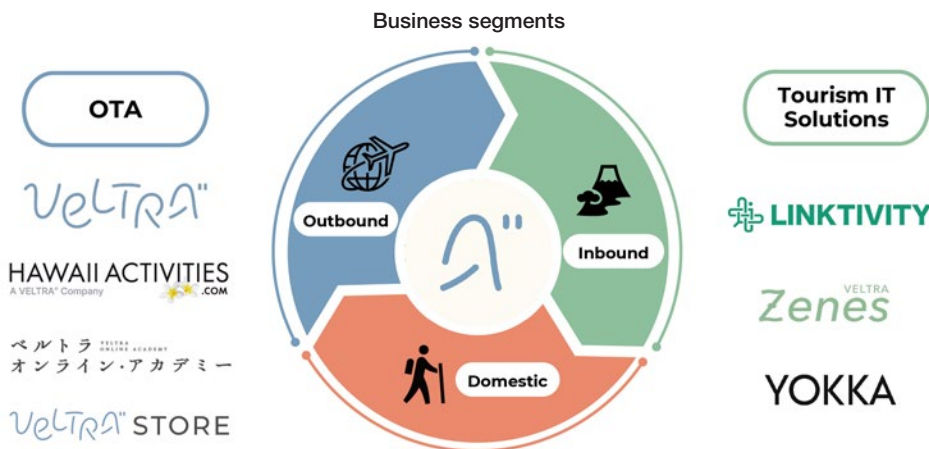 Business segments
OTA
VELTRA
HAWAII ACTIVITIES
A VELTRA® Company
.COM
ベルトラ VELTRA ONLINE ACADEMY
オンライン・アカデミー
VELTRA STORE
Outbound
Inbound
Domestic
Tourism IT
Solutions
LINKTIVITY
VELTRA
Zenes
YOKKA